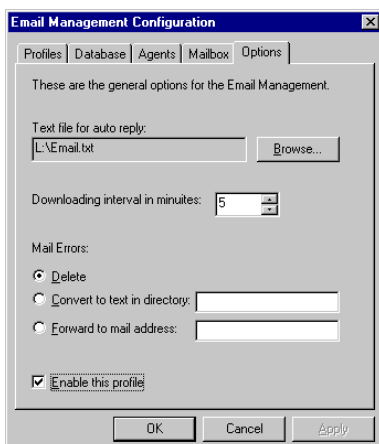 Email Management Configuration
Profiles Database Agents Mailbox Options
These are the general options for the Email Management.
Text file for auto reply:
L:\Email.txt Browse...
Downloading interval in minuites: 5
Mail Errors:
Delete
Convert to text in directory:
Forward to mail address:
Enable this profile
OK Cancel Apply